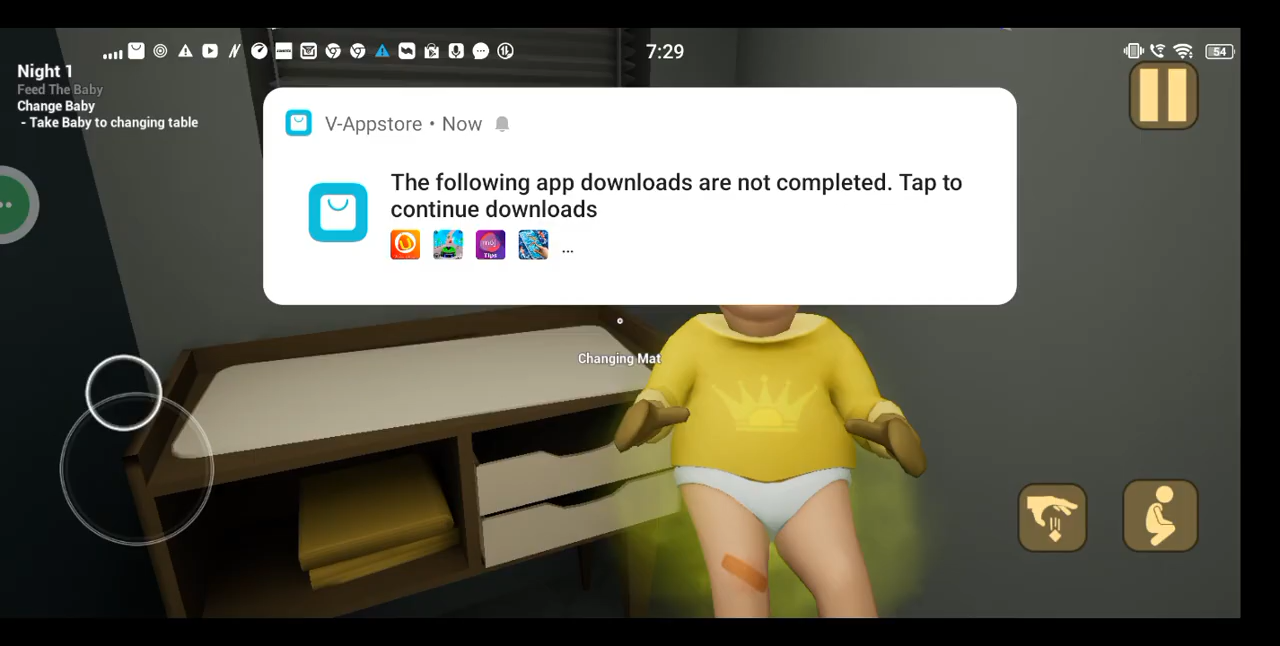 7:29
54
Night 1
Feed The Baby
Change Baby
- Take Baby to changing table
V-Appstore • Now
The following app downloads are not completed. Tap to
continue downloads
Tips
...
Changing Mat